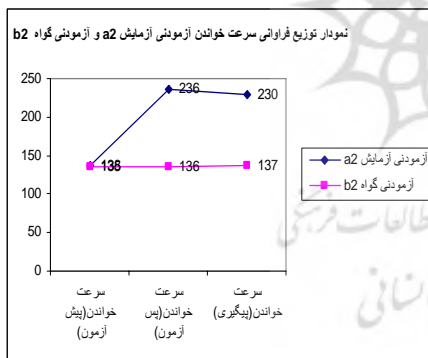 نمودار توزیع فراوانی سرعت خواندن آزمودنی آزمایش a2 و آزمودنی گواه b2
250
200
150
100
50
0
236
230
136
137
سرعت خواندن(پیش آزمون)
سرعت خواندن(پس آزمون)
سرعت خواندن(پیگیری)
آزمودنی آزمایش a2
آزمودنی گواه b2